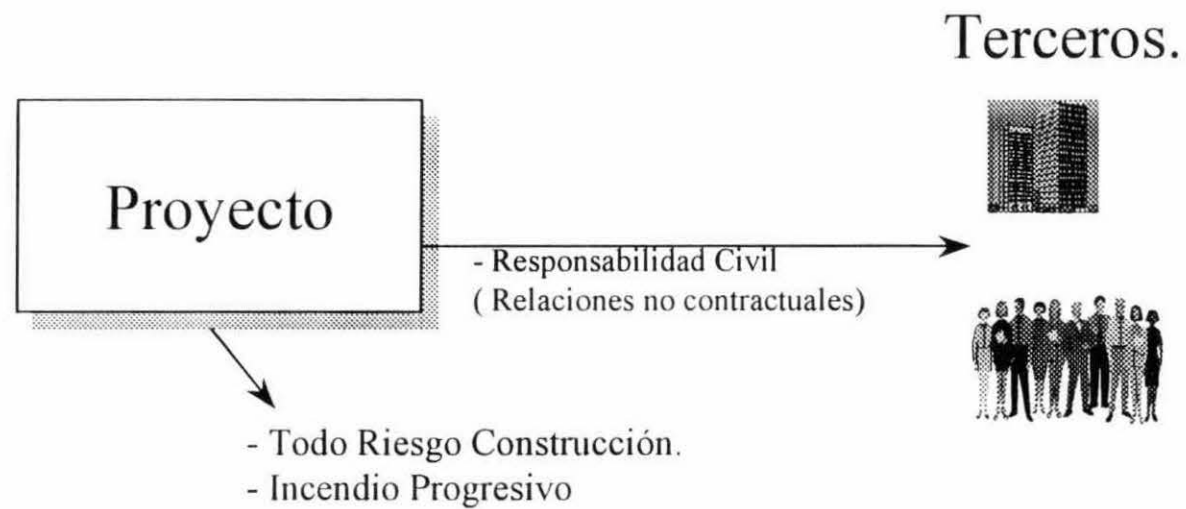 Terceros.
Proyecto
- Responsabilidad Civil
( Relaciones no contractuales)
- Todo Riesgo Construcción.
- Incendio Progresivo